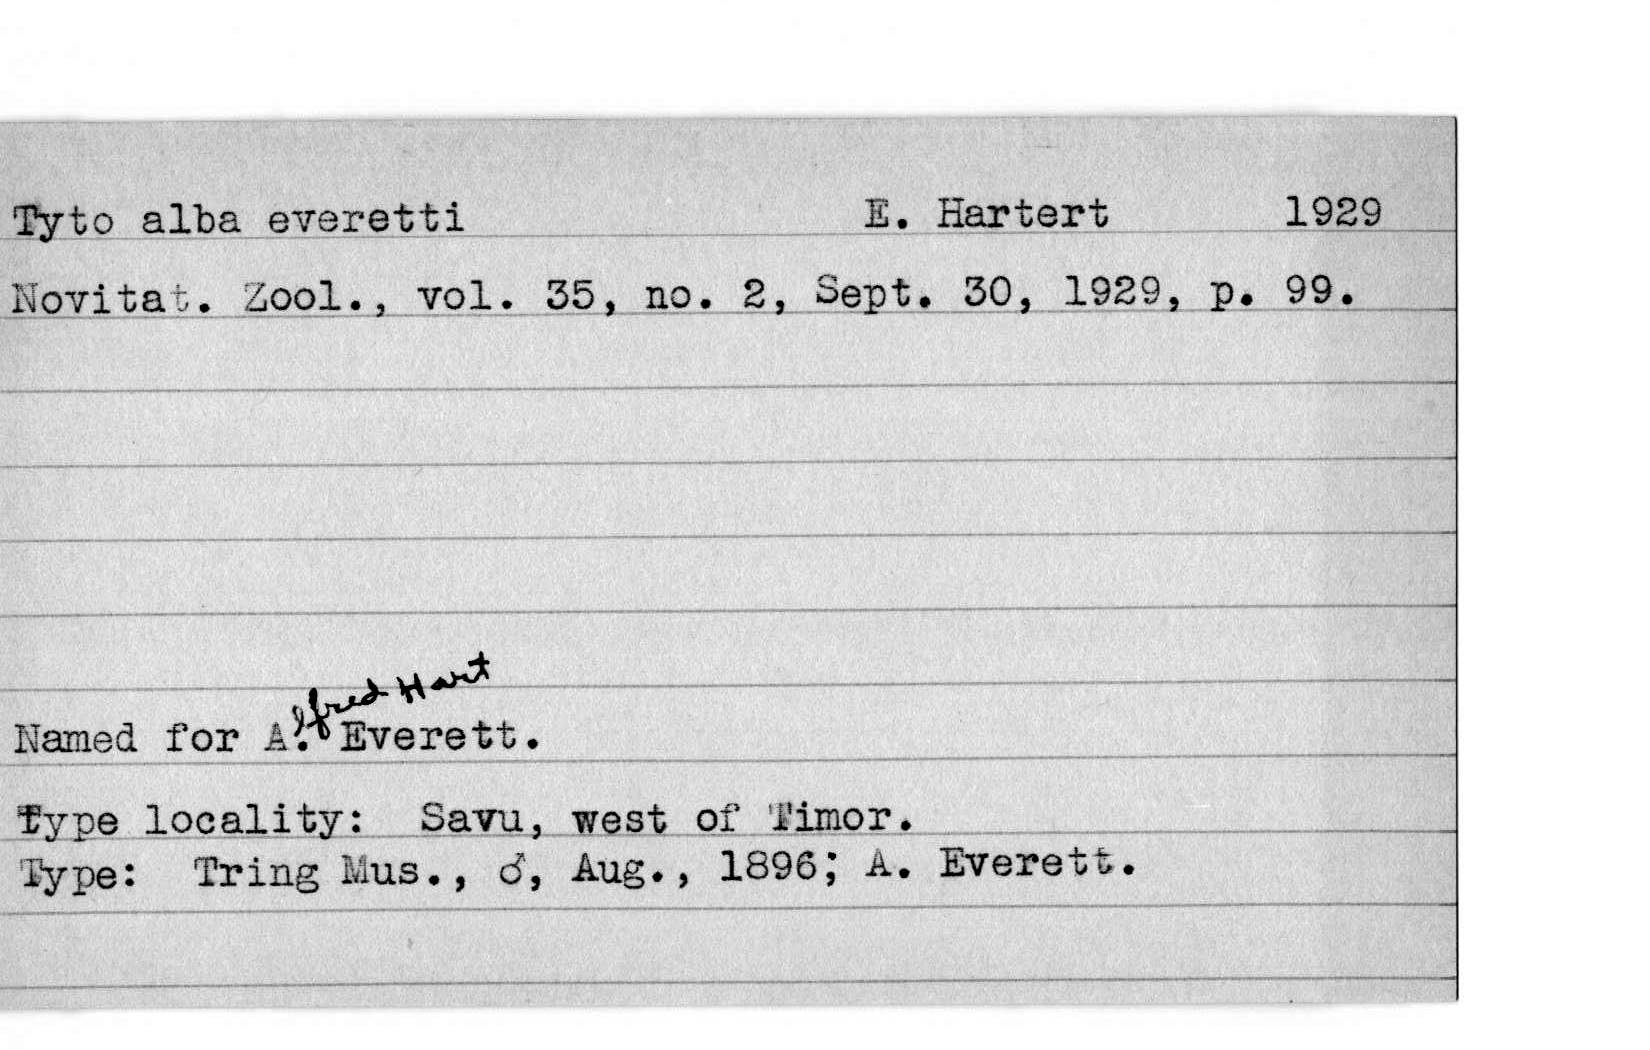 Tyto alba everetti E. Hartert 1929
Novitat. Zool., vol. 35, no. 2, Sept. 30, 1929, p. 99.
lfred Hart
Named for A. Everett.
Type locality: Savu, west of Timor.
Type: Tring Mus., ♂, Aug., 1896; A. Everett.